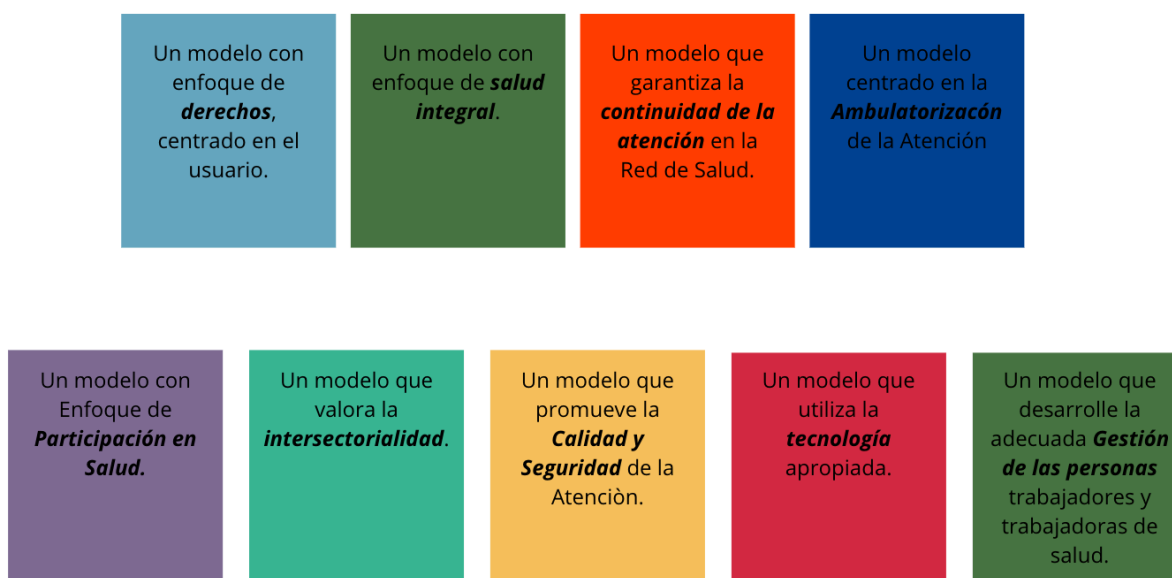 Un modelo con
enfoque de
derechos,
centrado en el
usuario.
Un modelo con
enfoque de salud
integral.
Un modelo que
garantiza la
continuidad de la
atención en la
Red de Salud.
Un modelo
centrado en la
Ambulatorizacón
de la Atención
Un modelo con
Enfoque de
Participación en
Salud.
Un modelo que
valora la
intersectorialidad.
Un modelo que
promueve la
Calidad y
Seguridad de la
Atenciòn.
Un modelo que
utiliza la
tecnología
apropiada.
Un modelo que
desarrolle la
adecuada Gestión
de las personas
trabajadores y
trabajadoras de
salud.